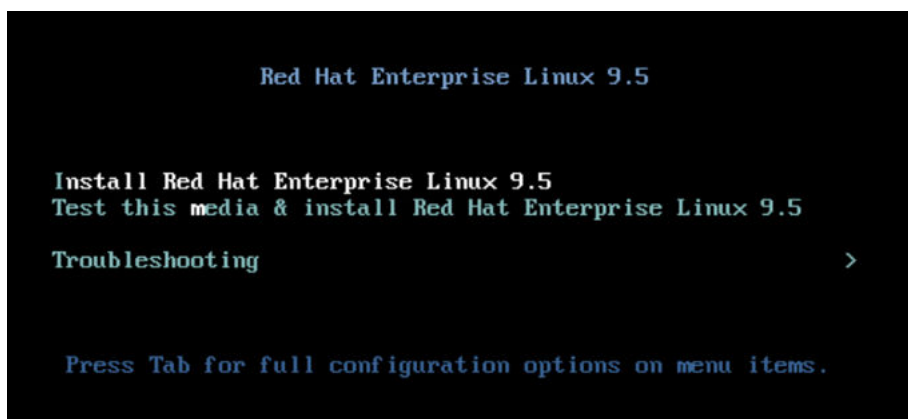 Red Hat Enterprise Linux 9.5
Install Red Hat Enterprise Linux 9.5
Test this media & install Red Hat Enterprise Linux 9.5
Troubleshooting >
Press Tab for full configuration options on menu items.